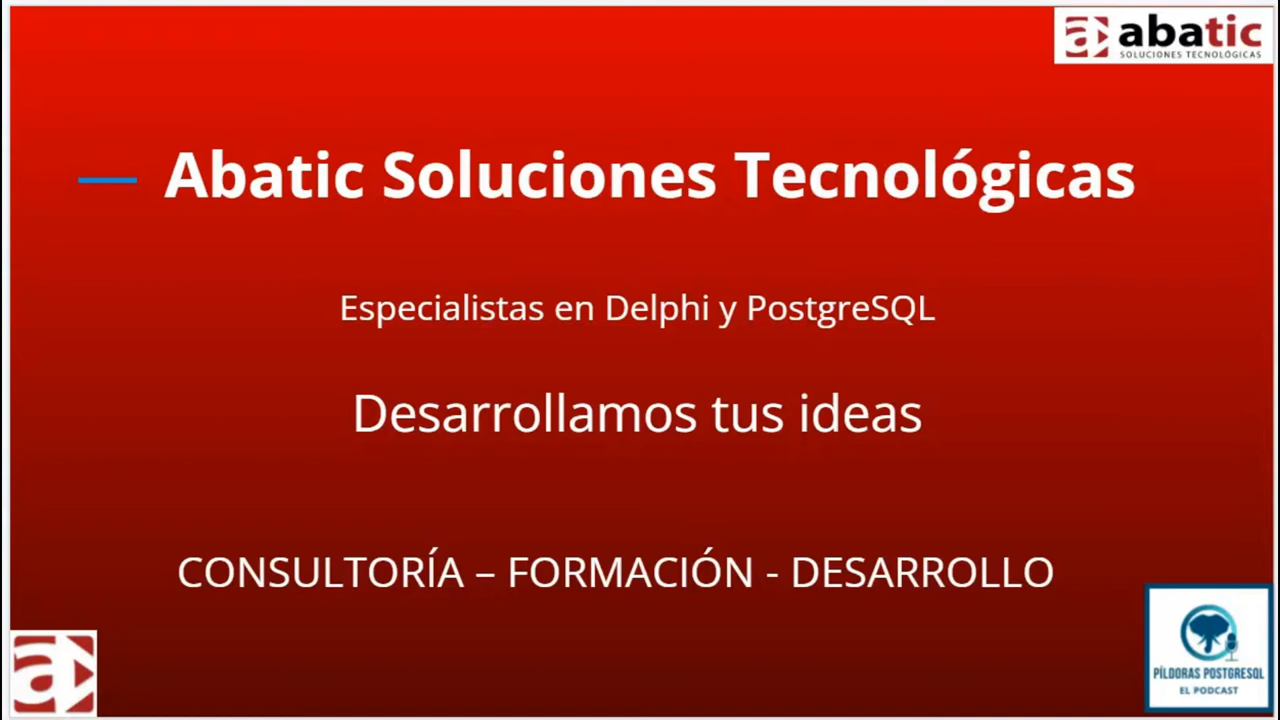 abatic
SOLUCIONES TECNOLÓGICAS
Abatic Soluciones Tecnológicas
Especialistas en Delphi y PostgreSQL
Desarrollamos tus ideas
CONSULTORÍA – FORMACIÓN - DESARROLLO
a
PÍLDORAS POSTGRESQL
EL PODCAST